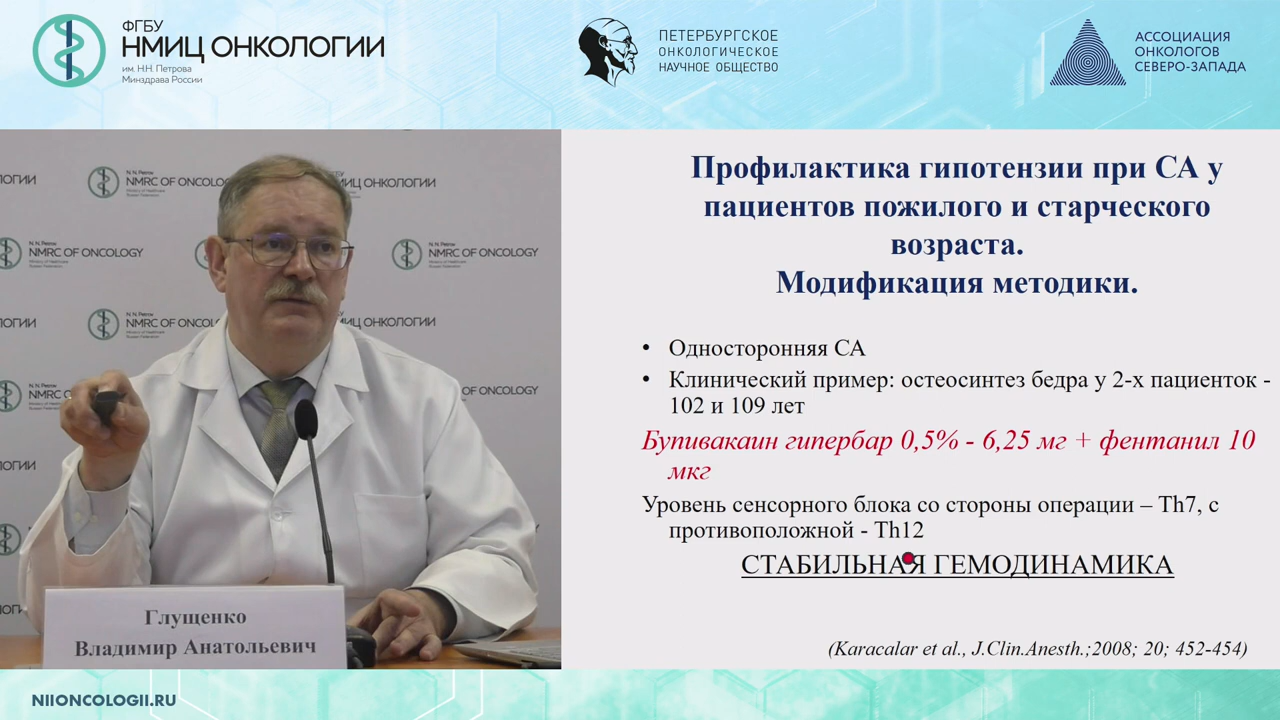 ФГБУ
НМИЦ ОНКОЛОГИИ
им. Н.Н. Петрова
Минздрава России
ПЕТЕРБУРГСКОЕ
ОНКОЛОГИЧЕСКОЕ
НАУЧНОЕ ОБЩЕСТВО
АССОЦИАЦИЯ
ОНКОЛОГОВ
СЕВЕРО-ЗАПАДА
NMRC OF ONCOLOGY
NMRC OF ONCOLOGY
Глущенко
Владимир Анатольевич
Профилактика гипотензии при СА у
пациентов пожилого и старческого
возраста.
Модификация методики.
• Односторонняя СА
• Клинический пример: остеосинтез бедра у 2-х пациенток -
102 и 109 лет
Бупивакаин гипербар 0,5% - 6,25 мг + фентанил 10
мкг
Уровень сенсорного блока со стороны операции – Th7, с
противоположной - Th12
СТАБИЛЬНАЯ ГЕМОДИНАМИКА
(Karacalar et al., J.Clin.Anesth.;2008; 20; 452-454)
NIIONCOLOGII.RU